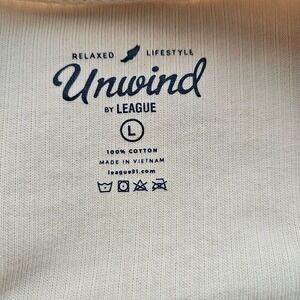 RELAXED LIFESTYLE
Unwind
BY LEAGUE
L
100% COTTON
MADE IN VIETNAM
league91.com